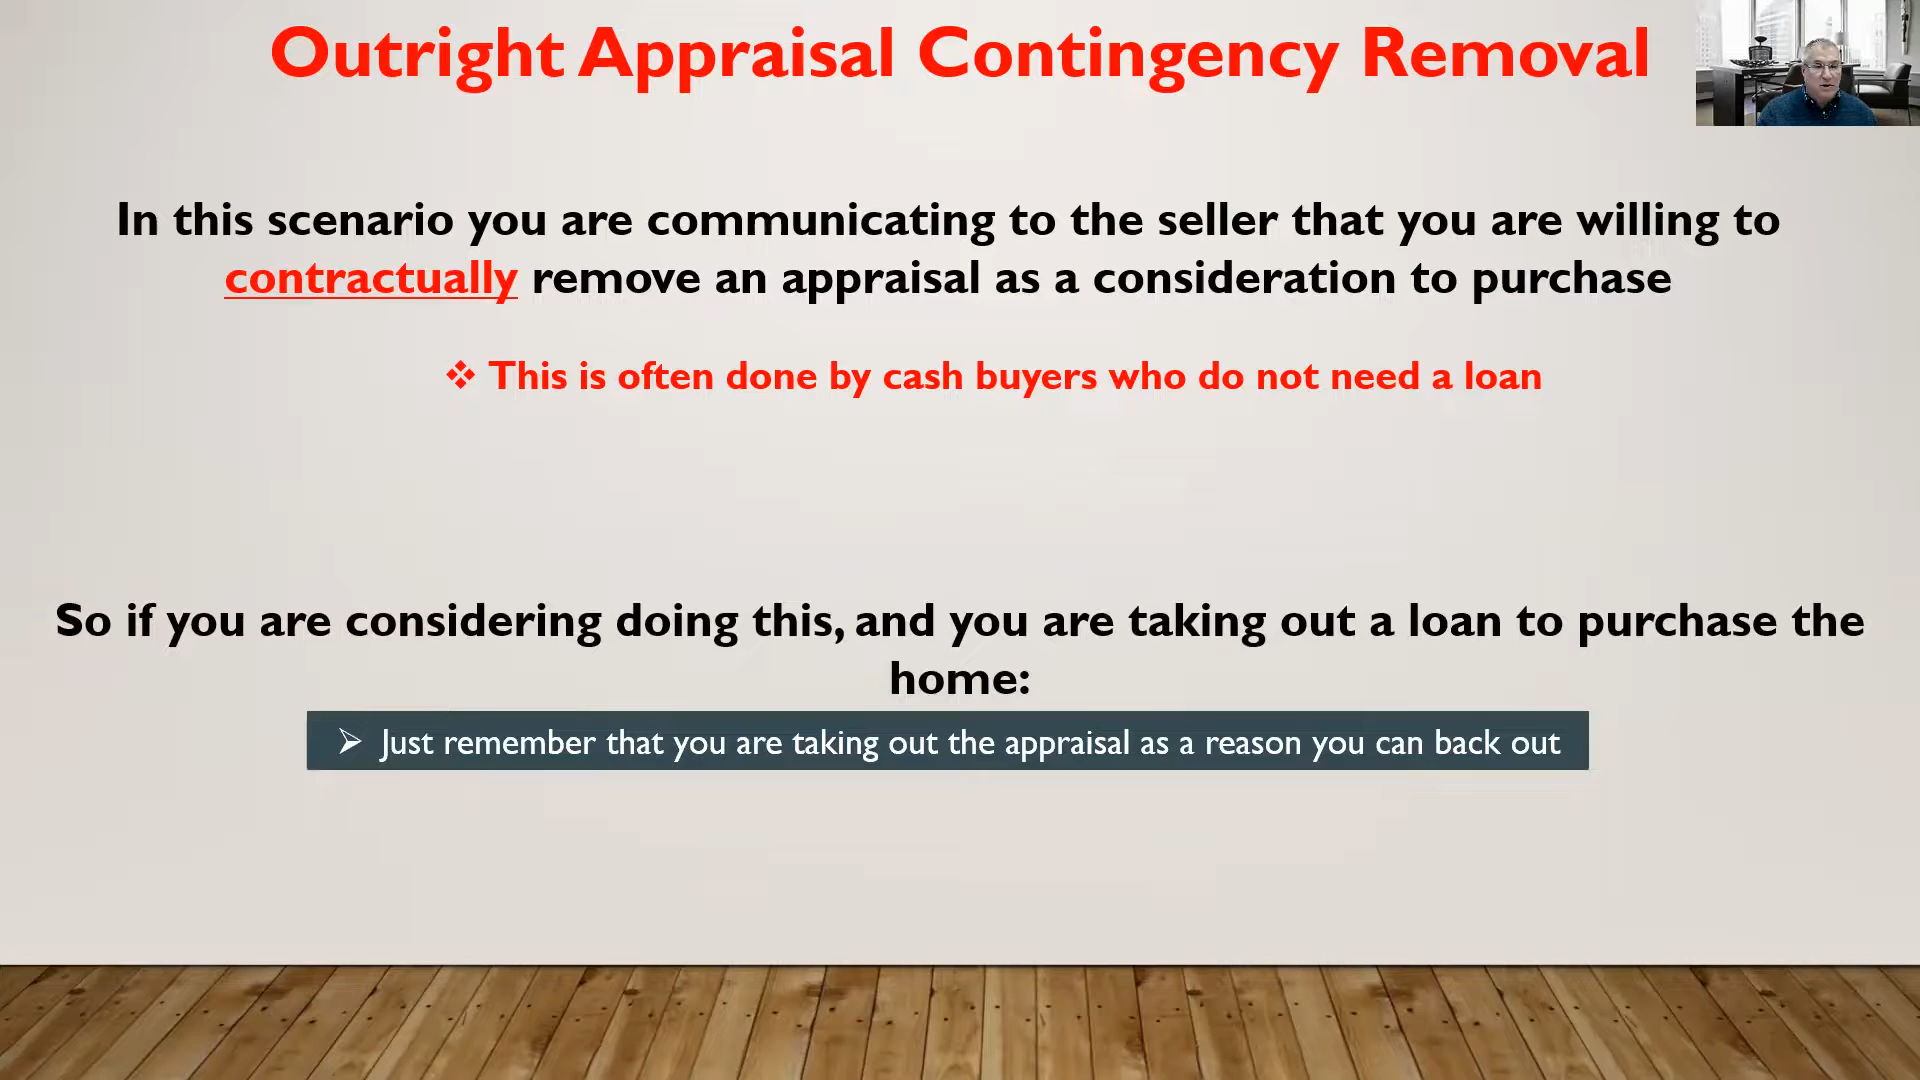 Outright Appraisal Contingency Removal
In this scenario you are communicating to the seller that you are willing to
contractually remove an appraisal as a consideration to purchase
❖ This is often done by cash buyers who do not need a loan
So if you are considering doing this, and you are taking out a loan to purchase the
home:
➢ Just remember that you are taking out the appraisal as a reason you can back out